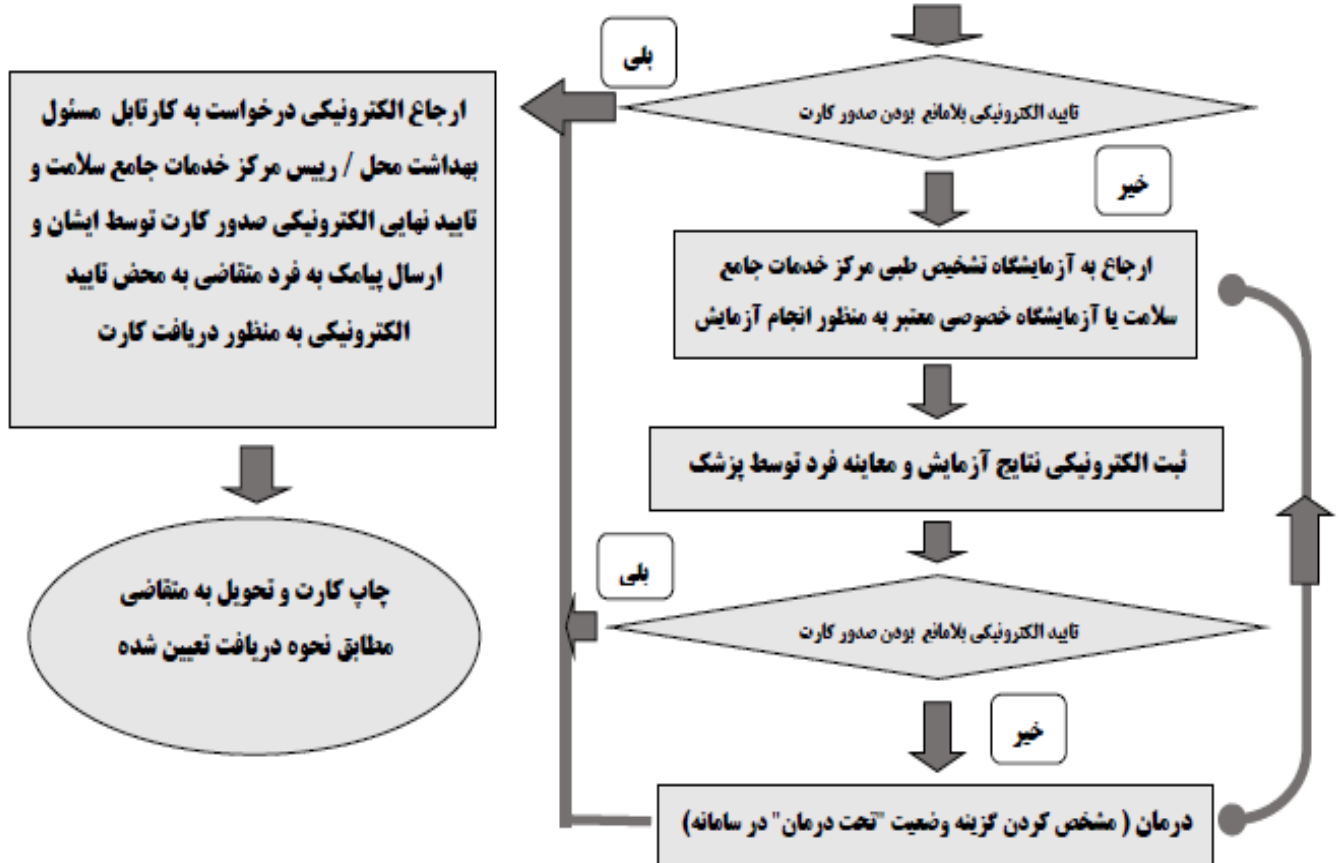 بلی
تایید الکترونیکی بلامانع بودن صدور کارت
خیر
ارجاع به آزمایشگاه تشخیص طبی مرکز خدمات جامع
سلامت یا آزمایشگاه خصوصی معتبر به منظور انجام آزمایش
ثبت الکترونیکی نتایج آزمایش و معاینه فرد توسط پزشک
بلی
تایید الکترونیکی بلامانع بودن صدور کارت
خیر
درمان ( مشخص کردن گزینه وضعیت "تحت درمان" در سامانه)
ارجاع الکترونیکی درخواست به کارتابل مسئول
بهداشت محل / رییس مرکز خدمات جامع سلامت و
تایید نهایی الکترونیکی صدور کارت توسط ایشان و
ارسال پیامک به فرد متقاضی به محض تایید
الکترونیکی به منظور دریافت کارت
چاپ کارت و تحویل به متقاضی
مطابق نحوه دریافت تعیین شده